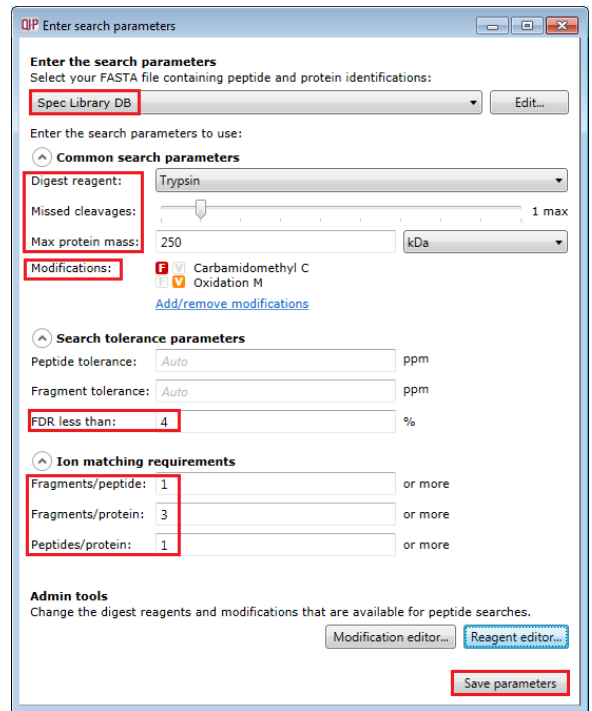 QIP Enter search parameters
Enter the search parameters
Select your FASTA file containing peptide and protein identifications:
Spec Library DB Edit...
Enter the search parameters to use:
Common search parameters
Digest reagent: Trypsin
Missed cleavages: 1 max
Max protein mass: 250 kDa
Modifications: F V Carbamidomethyl C
F V Oxidation M
Add/remove modifications
Search tolerance parameters
Peptide tolerance: Auto ppm
Fragment tolerance: Auto ppm
FDR less than: 4 %
Ion matching requirements
Fragments/peptide: 1 or more
Fragments/protein: 3 or more
Peptides/protein: 1 or more
Admin tools
Change the digest reagents and modifications that are available for peptide searches.
Modification editor... Reagent editor...
Save parameters